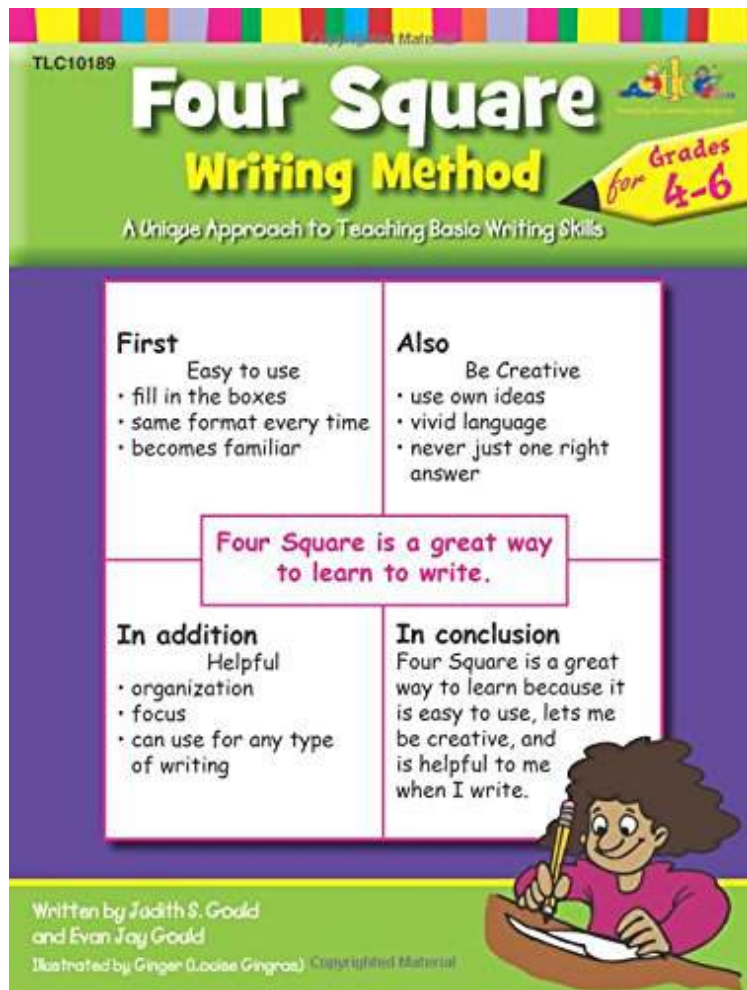 Copyrighted Material
TLC10189
Four Square
Writing Method
for Grades
4-6
A Unique Approach to Teaching Basic Writing Skills
First
Easy to use
• fill in the boxes
• same format every time
• becomes familiar
Also
Be Creative
• use own ideas
• vivid language
• never just one right
answer
Four Square is a great way
to learn to write.
In addition
Helpful
• organization
• focus
• can use for any type
of writing
In conclusion
Four Square is a great
way to learn because it
is easy to use, lets me
be creative, and
is helpful to me
when I write.
Written by Judith S. Gould
and Evan Jay Gould
Illustrated by Ginger (Louise Gingras)
Copyrighted Material